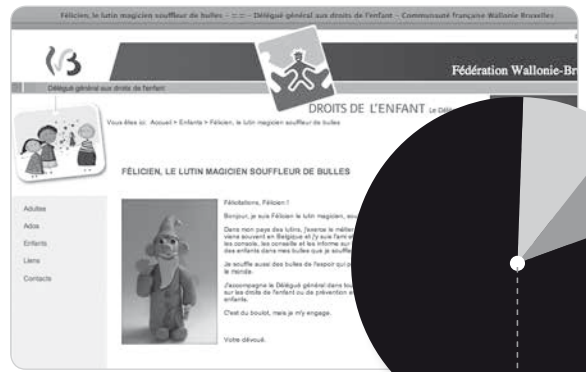 Félicien, le lutin magicien souffleur de bulles - :: :: - Délégué général aux droits de l'enfant - Communauté française Wallonie Bruxelles
Fédération Wallonie-Br
Délégué général aux droits de l'enfant
DROITS DE L'ENFANT Le Délé
Vous êtes ici: Accueil > Enfants > Félicien, le lutin magicien souffleur de bulles
FÉLICIEN, LE LUTIN MAGICIEN SOUFFLEUR DE BULLES
Adultes
Ados
Enfants
Liens
Contacts
Félicitations, Félicien !
Bonjour, je suis Félicien le lutin magicien, sou
Dans mon pays des lutins, j'exerce le métier
viens souvent en Belgique et j'y suis l'ami
les console, les conseille et les informe sur
des enfants dans mes bulles que je souffle
Je souffle aussi des bulles de l'espoir qui p
le monde.
J'accompagne le Délégué général dans tou
sur les droits de l'enfant ou de prévention
enfants.
C'est du boulot, mais je m'y engage.
Votre dévoué.